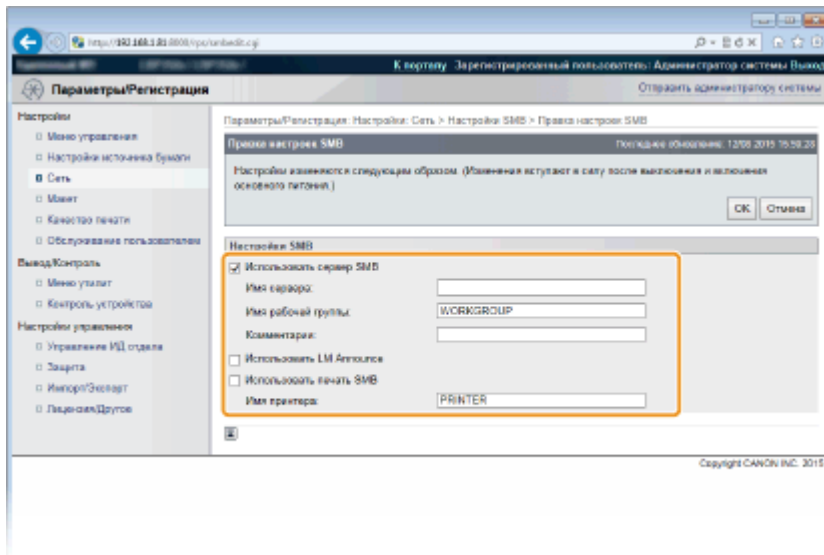 К порталу Зарегистрированный пользователь: Администратор системы Выход
Параметры/Регистрация
Отправить администратору системы
Настройки
Меню управления
Настройки источника бумаги
Сеть
Макет
Качество печати
Обслуживание пользователем
Вывод/Контроль
Меню утилит
Контроль устройства
Настройки управления
Управление ИД отдела
Защита
Импорт/Экспорт
Лицензия/Другое
Параметры/Регистрация: Настройки: Сеть > Настройки SMB > Правка настроек SMB
Правка настроек SMB
Последнее обновление: 12/08 2015
Настройки изменяются следующим образом. (Изменения вступают в силу после выключения и включения
основного питания.)
OK
Отмена
Настройки SMB
Использовать сервер SMB
Имя сервера:
Имя рабочей группы:
WORKGROUP
Комментарии:
Использовать LM Announce
Использовать печать SMB
Имя принтера:
PRINTER
Copyright CANON INC. 2015